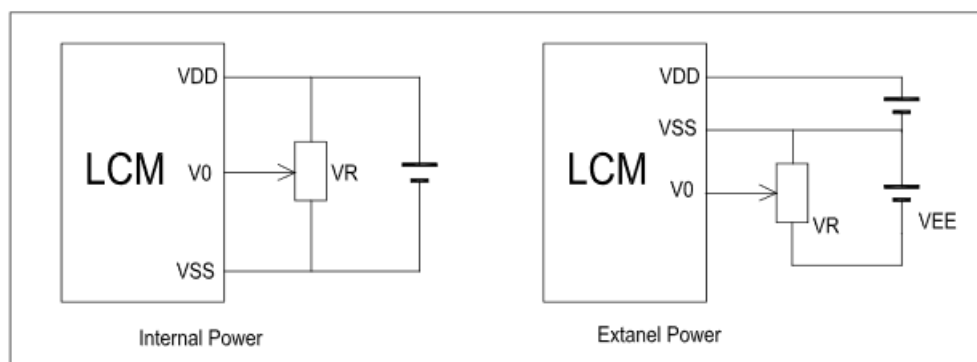 VDD
LCM
V0
VR
VSS
Internal Power
VDD
VSS
LCM
V0
VR
VEE
Extanel Power